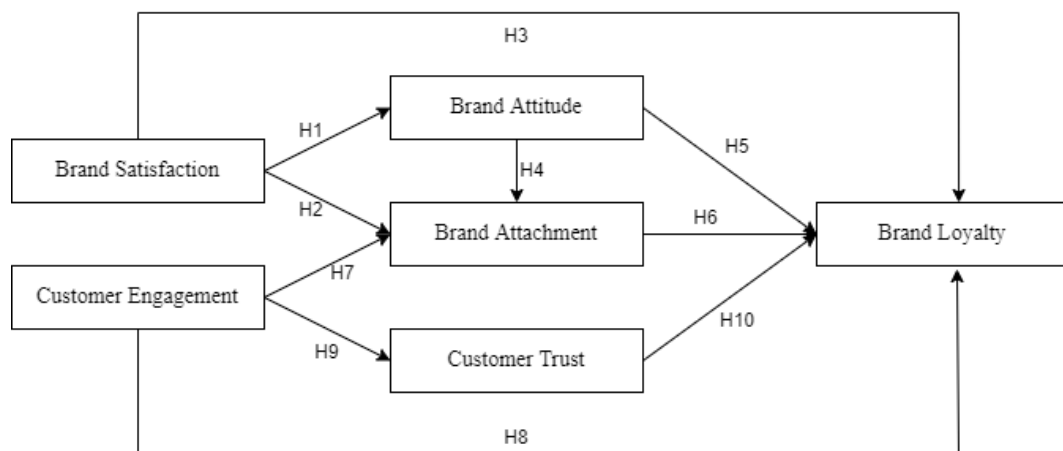 H3
Brand Attitude
H1
H5
Brand Satisfaction
H4
H2
Brand Attachment
H6
Brand Loyalty
H7
Customer Engagement
H10
H9
Customer Trust
H8